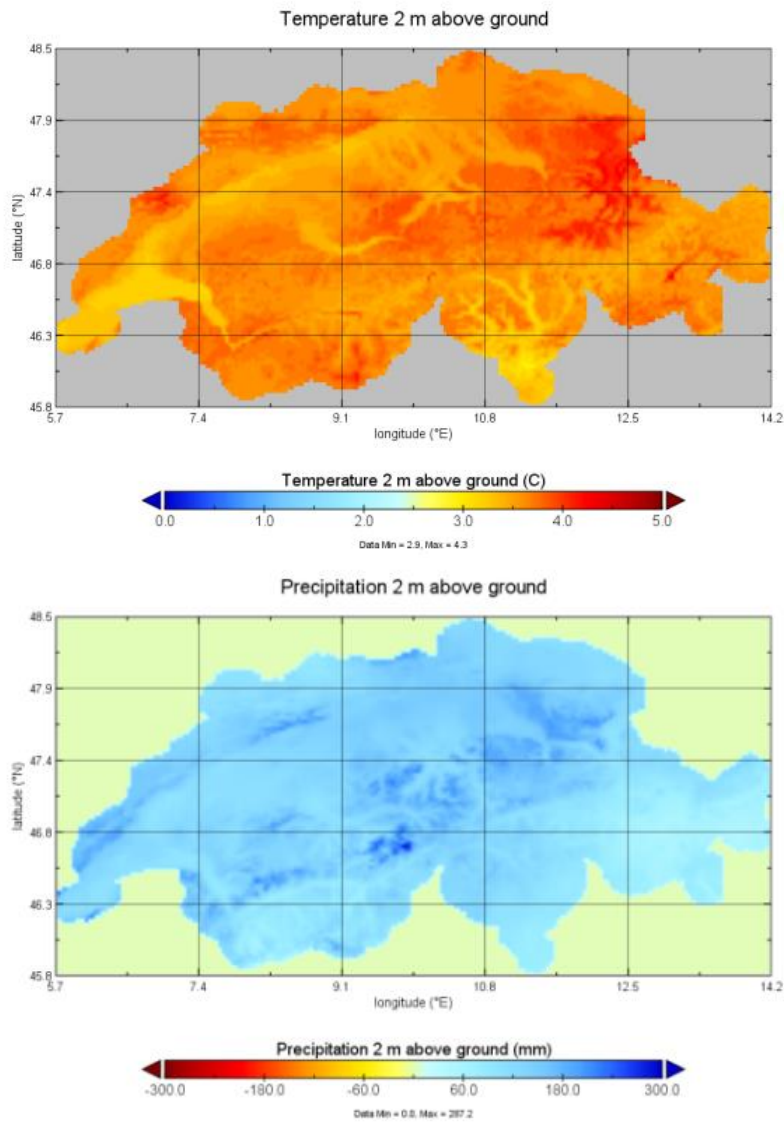 Temperature 2 m above ground
48.5
47.9
47.4
46.8
46.3
45.8
latitude (°N)
5.7 7.4 9.1 10.8 12.5 14.2
longitude (°E)
Temperature 2 m above ground (C)
0.0 1.0 2.0 3.0 4.0 5.0
Data Min = 2.9, Max = 4.3
Precipitation 2 m above ground
48.5
47.9
47.4
46.8
46.3
45.8
latitude (°N)
5.7 7.4 9.1 10.8 12.5 14.2
longitude (°E)
Precipitation 2 m above ground (mm)
-300.0 -180.0 -60.0 60.0 180.0 300.0
Data Min = 0.0, Max = 287.2